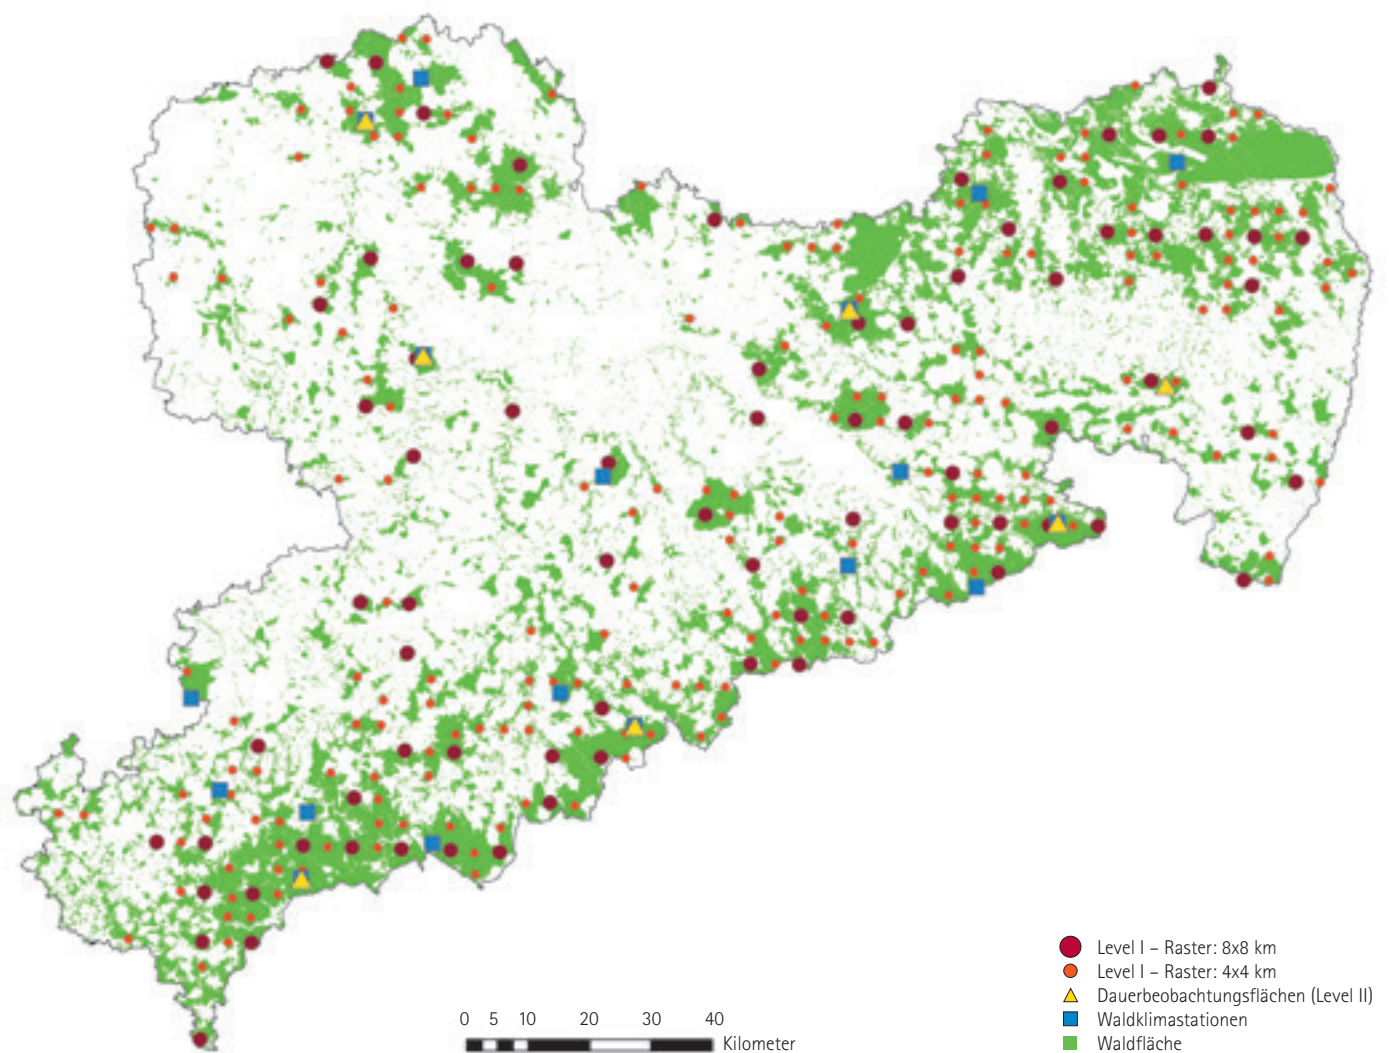 Level I – Raster: 8x8 km
Level I – Raster: 4x4 km
Dauerbeobachtungsflächen (Level II)
Waldklimastationen
Waldfläche
0 5 10 20 30 40
Kilometer